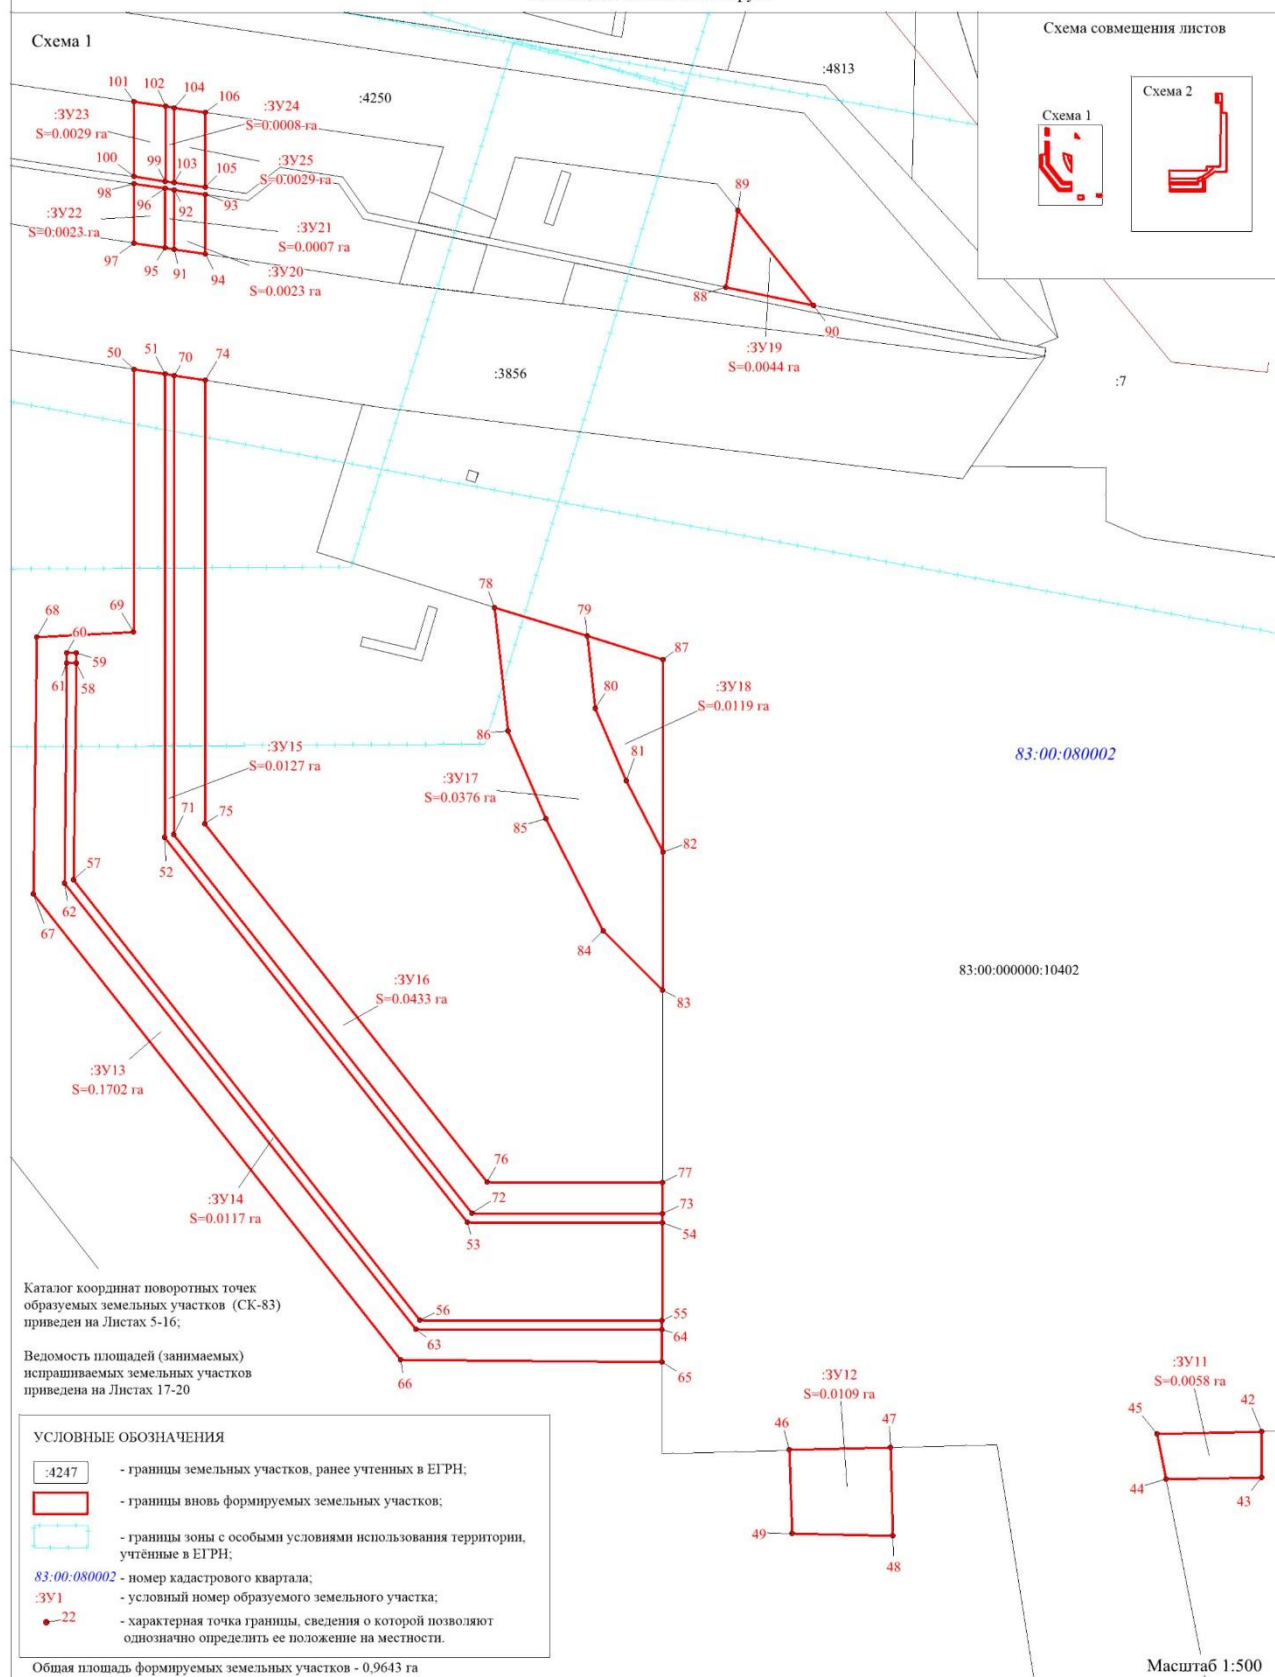 Схема 1
Схема совмещения листов
Схема 1
Схема 2
:4813
:4250
101
102
104
106
:ЗУ23
S=0.0029 га
:ЗУ24
S=0.0008 га
:ЗУ25
S=0.0029 га
100
99
103
105
98
96
92
93
:ЗУ22
S=0.0023 га
:ЗУ21
S=0.0007 га
:ЗУ20
S=0.0023 га
97
95
91
94
89
88
90
:ЗУ19
S=0.0044 га
50
51
70
74
:3856
:7
68
69
60
59
61
58
78
79
87
80
:ЗУ18
S=0.0119 га
86
81
:ЗУ15
S=0.0127 га
:ЗУ17
S=0.0376 га
83:00:080002
71
75
85
52
82
57
62
67
84
83
83:00:000000:10402
:ЗУ16
S=0.0433 га
:ЗУ13
S=0.1702 га
76
77
:ЗУ14
S=0.0117 га
72
73
53
54
Каталог координат поворотных точек
образуемых земельных участков (СК-83)
приведен на Листах 5-16;
56
55
63
64
Ведомость площадей (занимаемых)
испрашиваемых земельных участков
приведена на Листах 17-20
66
65
:ЗУ12
S=0.0109 га
:ЗУ11
S=0.0058 га
46
47
45
42
44
43
49
48
УСЛОВНЫЕ ОБОЗНАЧЕНИЯ
:4247 - границы земельных участков, ранее учтенных в ЕГРН;
- границы вновь формируемых земельных участков;
- границы зоны с особыми условиями использования территории,
учтённые в ЕГРН;
83:00:080002 - номер кадастрового квартала;
:ЗУ1 - условный номер образуемого земельного участка;
22 - характерная точка границы, сведения о которой позволяют
однозначно определить ее положение на местности.
Общая площадь формируемых земельных участков - 0,9643 га
Масштаб 1:500